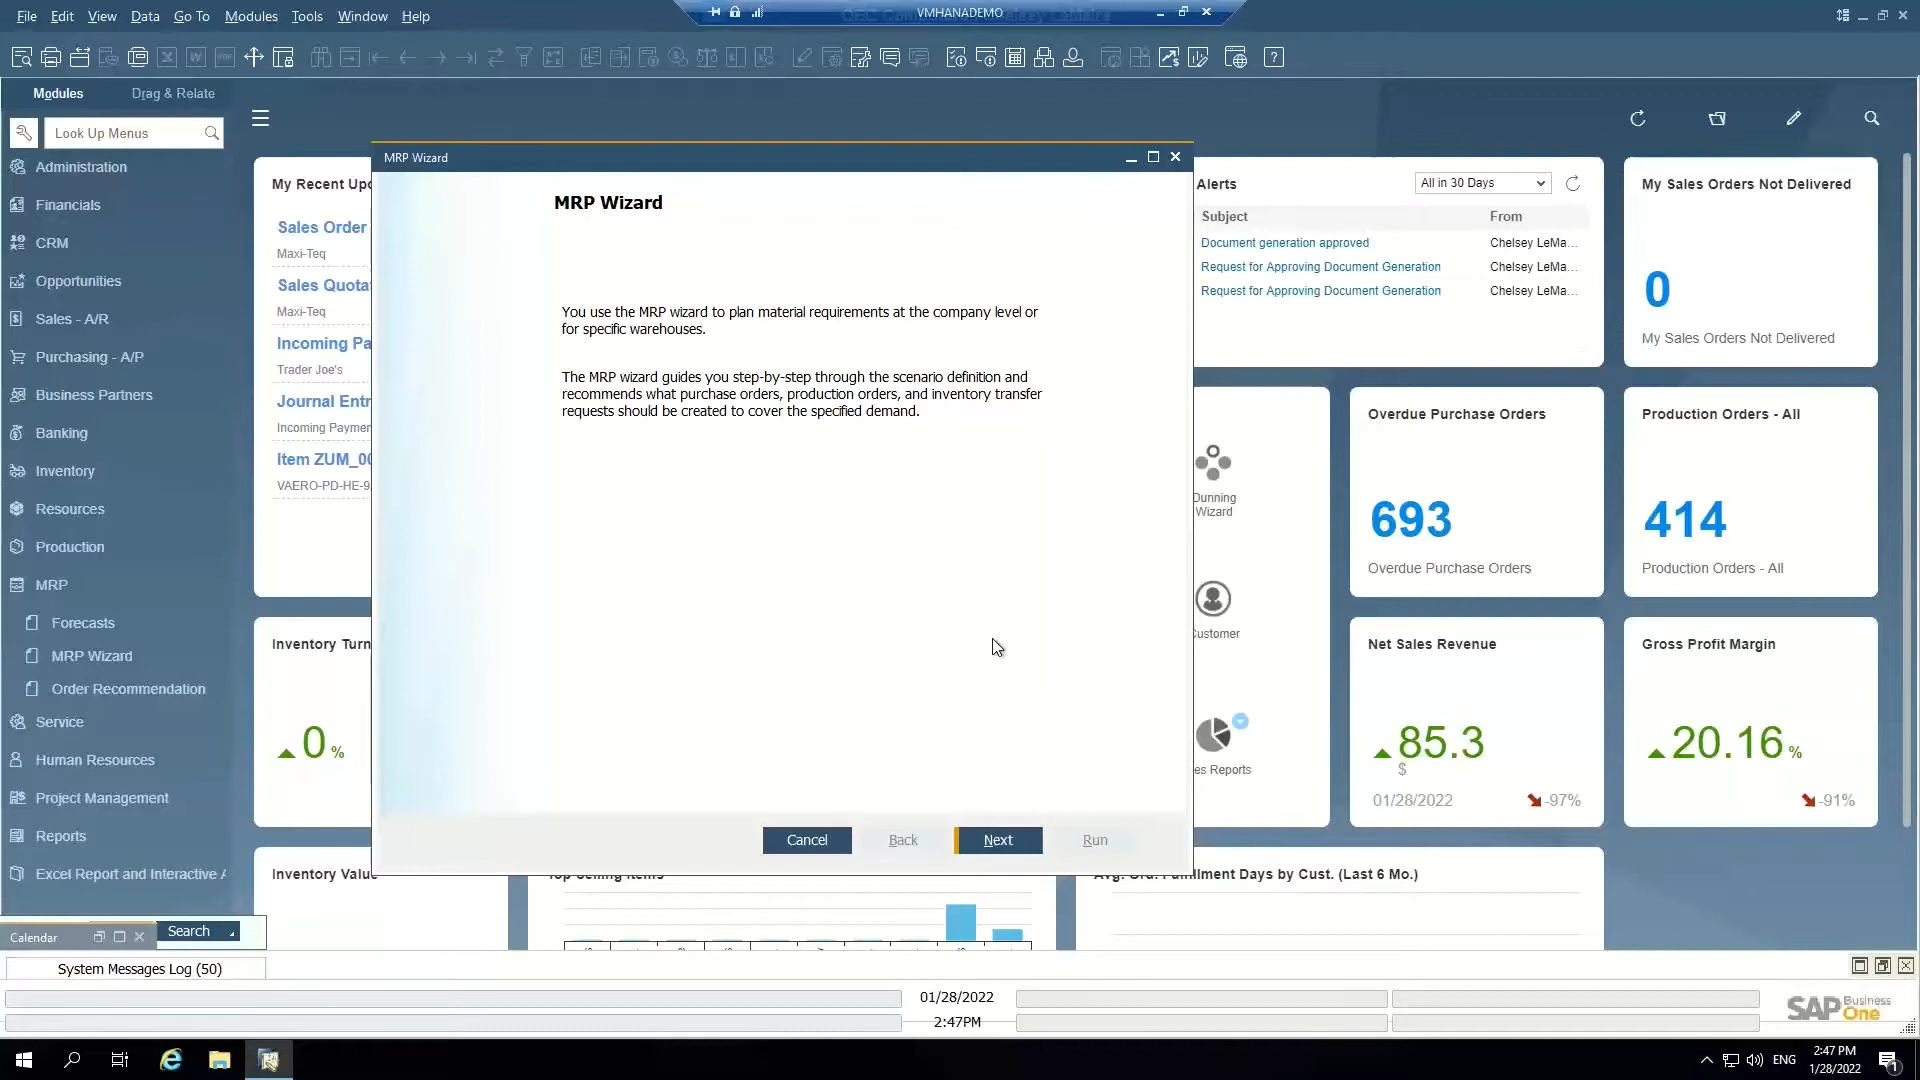 File Edit View Data Go To Modules Tools Window Help
VMHANADEMO
Modules Drag & Relate
Look Up Menus
Administration
Financials
CRM
Opportunities
Sales - A/R
Purchasing - A/P
Business Partners
Banking
Inventory
Resources
Production
MRP
Forecasts
MRP Wizard
Order Recommendation
Service
Human Resources
Project Management
Reports
Excel Report and Interactive
My Recent Upd
Sales Order
Maxi-Teq
Sales Quota
Maxi-Teq
Incoming Pa
Trader Joe's
Journal Entr
Incoming Paymer
Item ZUM_00
VAERO-PD-HE-9
Inventory Turn
0 %
Inventory Value
MRP Wizard
MRP Wizard
You use the MRP wizard to plan material requirements at the company level or
for specific warehouses.
The MRP wizard guides you step-by-step through the scenario definition and
recommends what purchase orders, production orders, and inventory transfer
requests should be created to cover the specified demand.
Cancel Back Next Run
Alerts
All in 30 Days
Subject From
Document generation approved Chelsey LeMa...
Request for Approving Document Generation Chelsey LeMa...
Request for Approving Document Generation Chelsey LeMa...
My Sales Orders Not Delivered
0
My Sales Orders Not Delivered
Dunning
Wizard
Customer
es Reports
Overdue Purchase Orders
693
Overdue Purchase Orders
Production Orders - All
414
Production Orders - All
Net Sales Revenue
85.3
$
01/28/2022 -97%
Gross Profit Margin
20.16 %
-91%
Top Selling Items
Avg. Ord. Fulfillment Days by Cust. (Last 6 Mo.)
Calendar
Search
System Messages Log (50)
01/28/2022
2:47PM
SAP Business
One
ENG
2:47 PM
1/28/2022
1